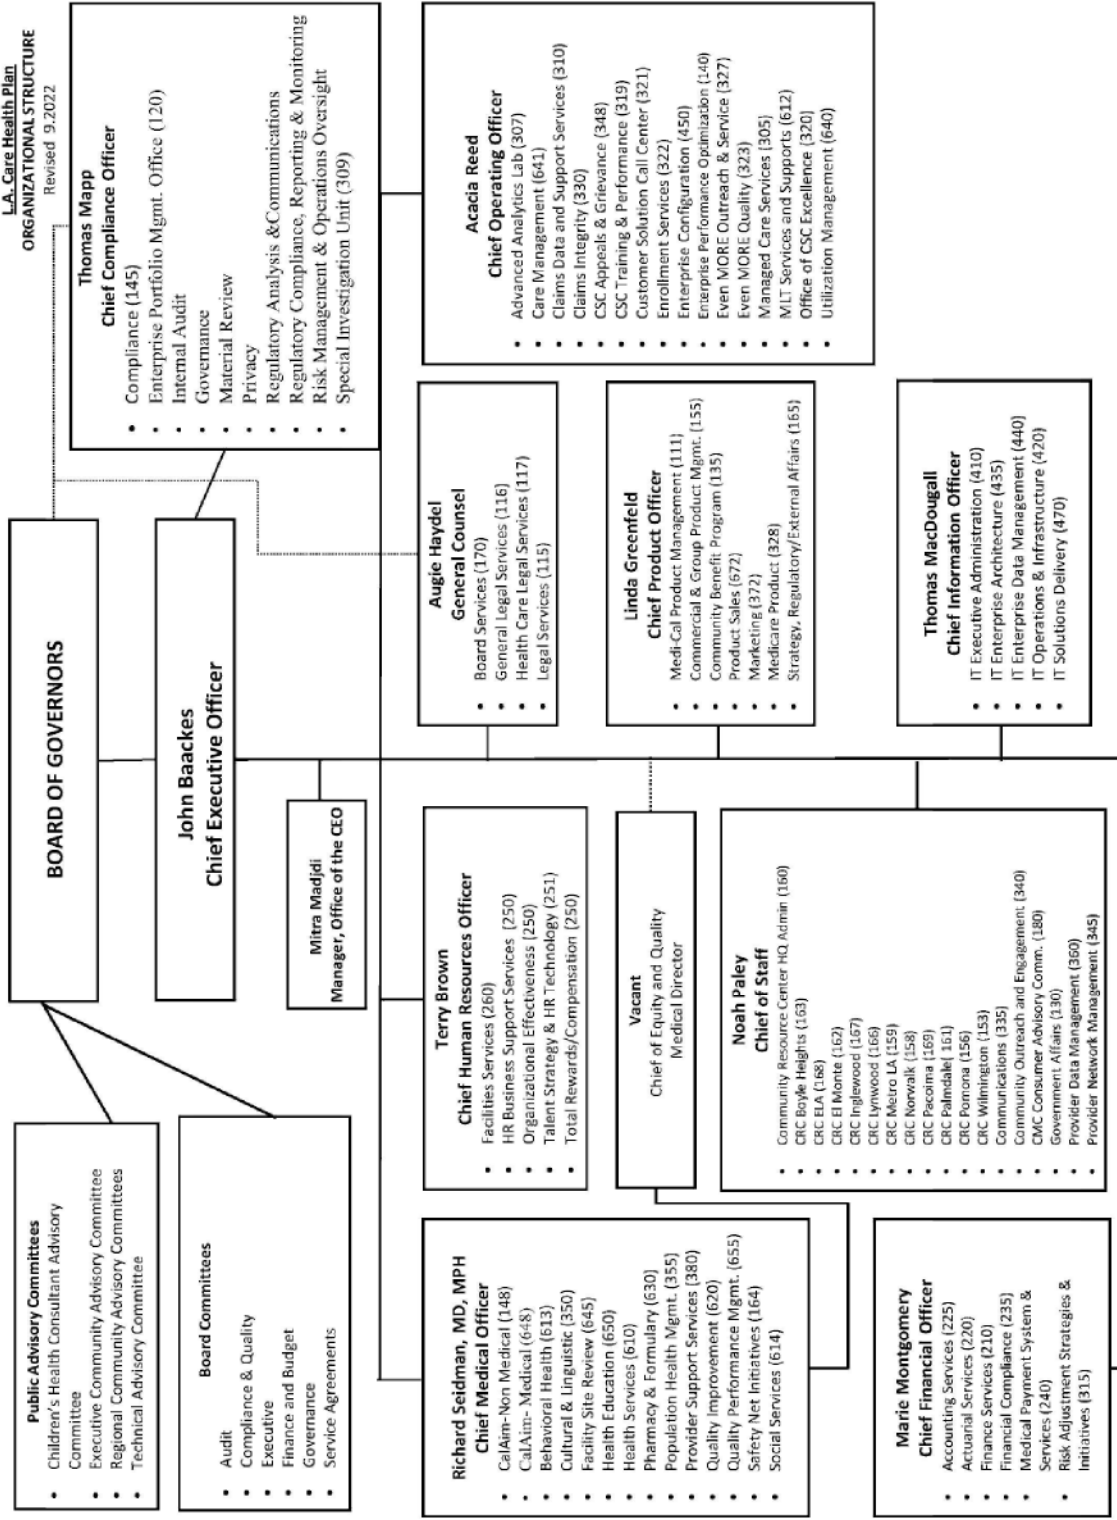 L.A. Care Health Plan
ORGANIZATIONAL STRUCTURE
Revised 9.2022
BOARD OF GOVERNORS
John Baackes
Chief Executive Officer
Mitra Madjdi
Manager, Office of the CEO
Public Advisory Committees
• Children's Health Consultant Advisory
Committee
• Executive Community Advisory Committee
• Regional Community Advisory Committees
• Technical Advisory Committee
Board Committees
• Audit
• Compliance & Quality
• Executive
• Finance and Budget
• Governance
• Service Agreements
Thomas Mapp
Chief Compliance Officer
• Compliance (145)
• Enterprise Portfolio Mgmt. Office (120)
• Internal Audit
• Governance
• Material Review
• Privacy
• Regulatory Analysis &Communications
• Regulatory Compliance, Reporting & Monitoring
• Risk Management & Operations Oversight
• Special Investigation Unit (309)
Richard Seidman, MD, MPH
Chief Medical Officer
• CalAim-Non Medical (148)
• CalAim- Medical (648)
• Behavioral Health (613)
• Cultural & Linguistic (350)
• Facility Site Review (645)
• Health Education (650)
• Health Services (610)
• Pharmacy & Formulary (630)
• Population Health Mgmt. (355)
• Provider Support Services (380)
• Quality Improvement (620)
• Quality Performance Mgmt. (655)
• Safety Net Initiatives (164)
• Social Services (614)
Terry Brown
Chief Human Resources Officer
• Facilities Services (260)
• HR Business Support Services (250)
• Organizational Effectiveness (250)
• Talent Strategy & HR Technology (251)
• Total Rewards/Compensation (250)
Augie Haydel
General Counsel
• Board Services (170)
• General Legal Services (116)
• Health Care Legal Services (117)
• Legal Services (115)
Acacia Reed
Chief Operating Officer
• Advanced Analytics Lab (307)
• Care Management (641)
• Claims Data and Support Services (310)
• Claims Integrity (330)
• CSC Appeals & Grievance (348)
• CSC Training & Performance (319)
• Customer Solution Call Center (321)
• Enrollment Services (322)
• Enterprise Configuration (450)
• Enterprise Performance Optimization (140)
• Even MORE Outreach & Service (327)
• Even MORE Quality (323)
• Managed Care Services (305)
• MLT Services and Supports (612)
• Office of CSC Excellence (320)
• Utilization Management (640)
Vacant
Chief of Equity and Quality
Medical Director
Linda Greenfeld
Chief Product Officer
• Medi-Cal Product Management (111)
• Commercial & Group Product Mgmt. (155)
• Community Benefit Program (135)
• Product Sales (672)
• Marketing (372)
• Medicare Product (328)
• Strategy, Regulatory/External Affairs (165)
Noah Paley
Chief of Staff
• Community Resource Center HQ Admin (160)
• CRC Boyle Heights (163)
• CRC ELA (168)
• CRC El Monte (162)
• CRC Inglewood (167)
• CRC Lynwood (166)
• CRC Metro LA (159)
• CRC Norwalk (158)
• CRC Pacoima (169)
• CRC Palmdale( 161)
• CRC Pomona (156)
• CRC Wilmington (153)
• Communications (335)
• Community Outreach and Engagement (340)
• CMC Consumer Advisory Comm. (180)
• Government Affairs (130)
• Provider Data Management (360)
• Provider Network Management (345)
Marie Montgomery
Chief Financial Officer
• Accounting Services (225)
• Actuarial Services (220)
• Finance Services (210)
• Financial Compliance (235)
• Medical Payment System &
Services (240)
• Risk Adjustment Strategies &
Initiatives (315)
Thomas MacDougall
Chief Information Officer
• IT Executive Administration (410)
• IT Enterprise Architecture (435)
• IT Enterprise Data Management (440)
• IT Operations & Infrastructure (420)
• IT Solutions Delivery (470)